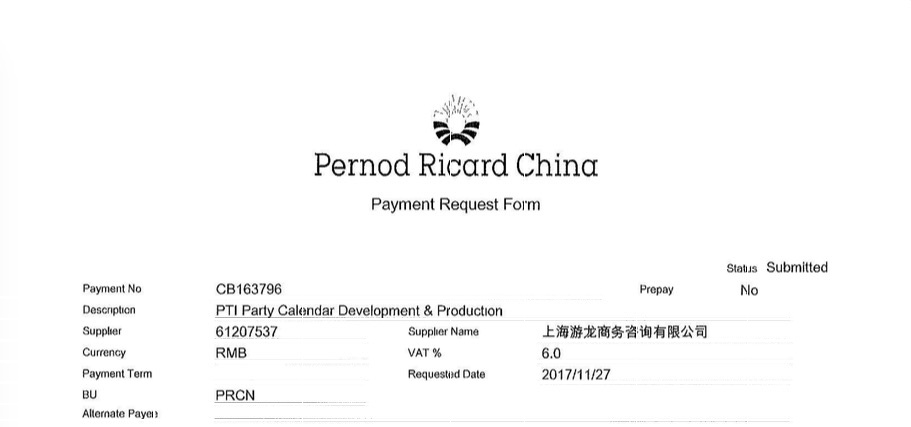 Pernod Ricard China
Payment Request Form
Status Submitted
Payment No CB163796 Prepay No
Description PTI Party Calendar Development & Production
Supplier 61207537 Supplier Name 上海游龙商务咨询有限公司
Currency RMB VAT % 6.0
Payment Term Requested Date 2017/11/27
BU PRCN
Alternate Payee